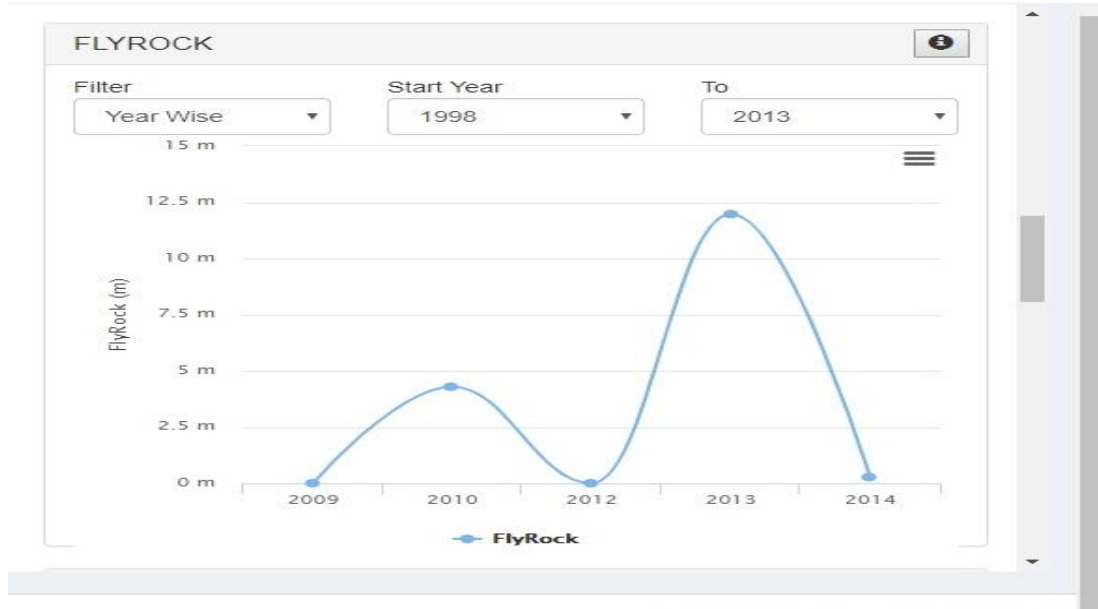 FLYROCK
Filter Start Year To
Year Wise 1998 2013
15 m
12.5 m
10 m
7.5 m
5 m
2.5 m
0 m
FlyRock (m)
2009 2010 2012 2013 2014
FlyRock